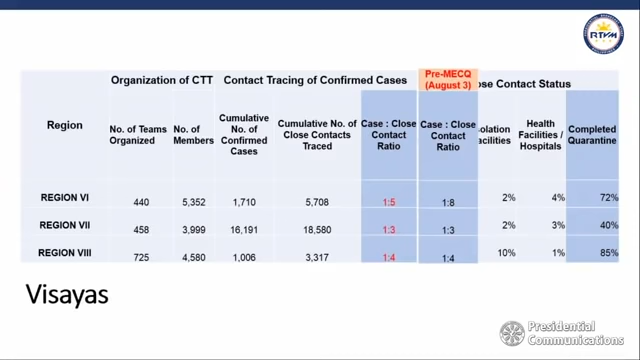 RTVM
Organization of CTT Contact Tracing of Confirmed Cases Pre-MECQ (August 3) ose Contact Status
Region No. of Teams Organized No. of Members Cumulative No. of Confirmed Cases Cumulative No. of Close Contacts Traced Case : Close Contact Ratio Case : Close Contact Ratio olation acilities Health Facilities / Hospitals Completed Quarantine
REGION VI 440 5,352 1,710 5,708 1:5 1:8 2% 4% 72%
REGION VII 458 3,999 16,191 18,580 1:3 1:3 2% 3% 40%
REGION VIII 725 4,580 1,006 3,317 1:4 1:4 10% 1% 85%
Visayas
Presidential
Communications